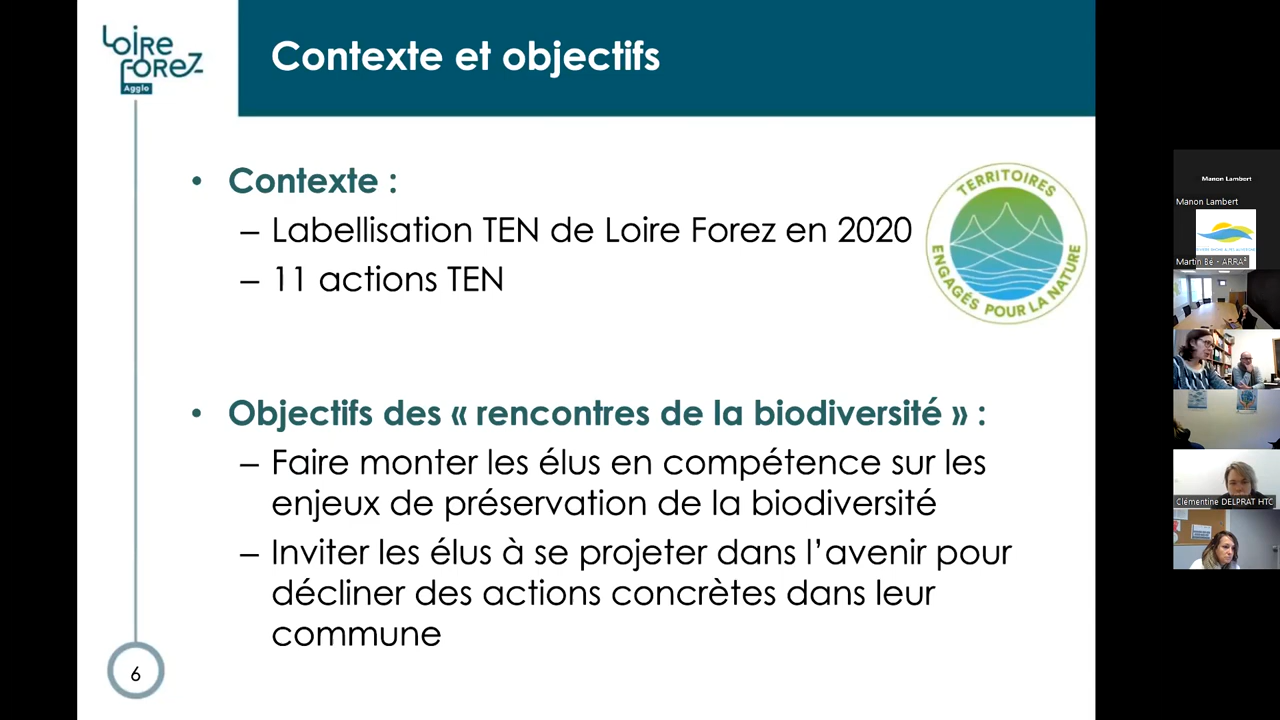 Loire
Forez
Agglo
Contexte et objectifs
• Contexte :
– Labellisation TEN de Loire Forez en 2020
– 11 actions TEN
TERRITOIRES
ENGAGÉS POUR LA NATURE
• Objectifs des « rencontres de la biodiversité » :
– Faire monter les élus en compétence sur les
enjeux de préservation de la biodiversité
– Inviter les élus à se projeter dans l’avenir pour
décliner des actions concrètes dans leur
commune
6
Manon Lambert
Manon Lambert
Martin Bé - ARRA²
Clémentine DELPRAT HTC